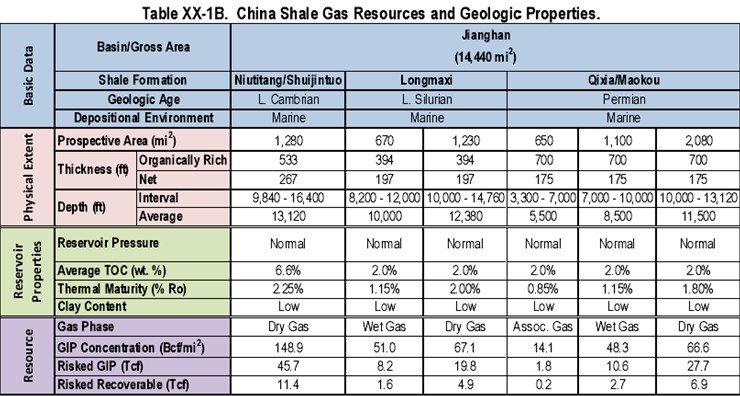 Table XX-1B. China Shale Gas Resources and Geologic Properties.
Basic Data
Basin/Gross Area
Jianghan
(14,440 mi²)
Shale Formation Niutitang/Shuijintuo Longmaxi Qixia/Maokou
Geologic Age L. Cambrian L. Silurian Permian
Depositional Environment Marine Marine Marine
Physical Extent
Prospective Area (mi²) 1,280 670 1,230 650 1,100 2,080
Thickness (ft) Organically Rich 533 394 394 700 700 700
Net 267 197 197 175 175 175
Depth (ft) Interval 9,840 - 16,400 8,200 - 12,000 10,000 - 14,760 3,300 - 7,000 7,000 - 10,000 10,000 - 13,120
Average 13,120 10,000 12,380 5,500 8,500 11,500
Reservoir Properties
Reservoir Pressure Normal Normal Normal Normal Normal Normal
Average TOC (wt. %) 6.6% 2.0% 2.0% 2.0% 2.0% 2.0%
Thermal Maturity (% Ro) 2.25% 1.15% 2.00% 0.85% 1.15% 1.80%
Clay Content Low Low Low Low Low Low
Resource
Gas Phase Dry Gas Wet Gas Dry Gas Assoc. Gas Wet Gas Dry Gas
GIP Concentration (Bcf/mi²) 148.9 51.0 67.1 14.1 48.3 66.6
Risked GIP (Tcf) 45.7 8.2 19.8 1.8 10.6 27.7
Risked Recoverable (Tcf) 11.4 1.6 4.9 0.2 2.7 6.9